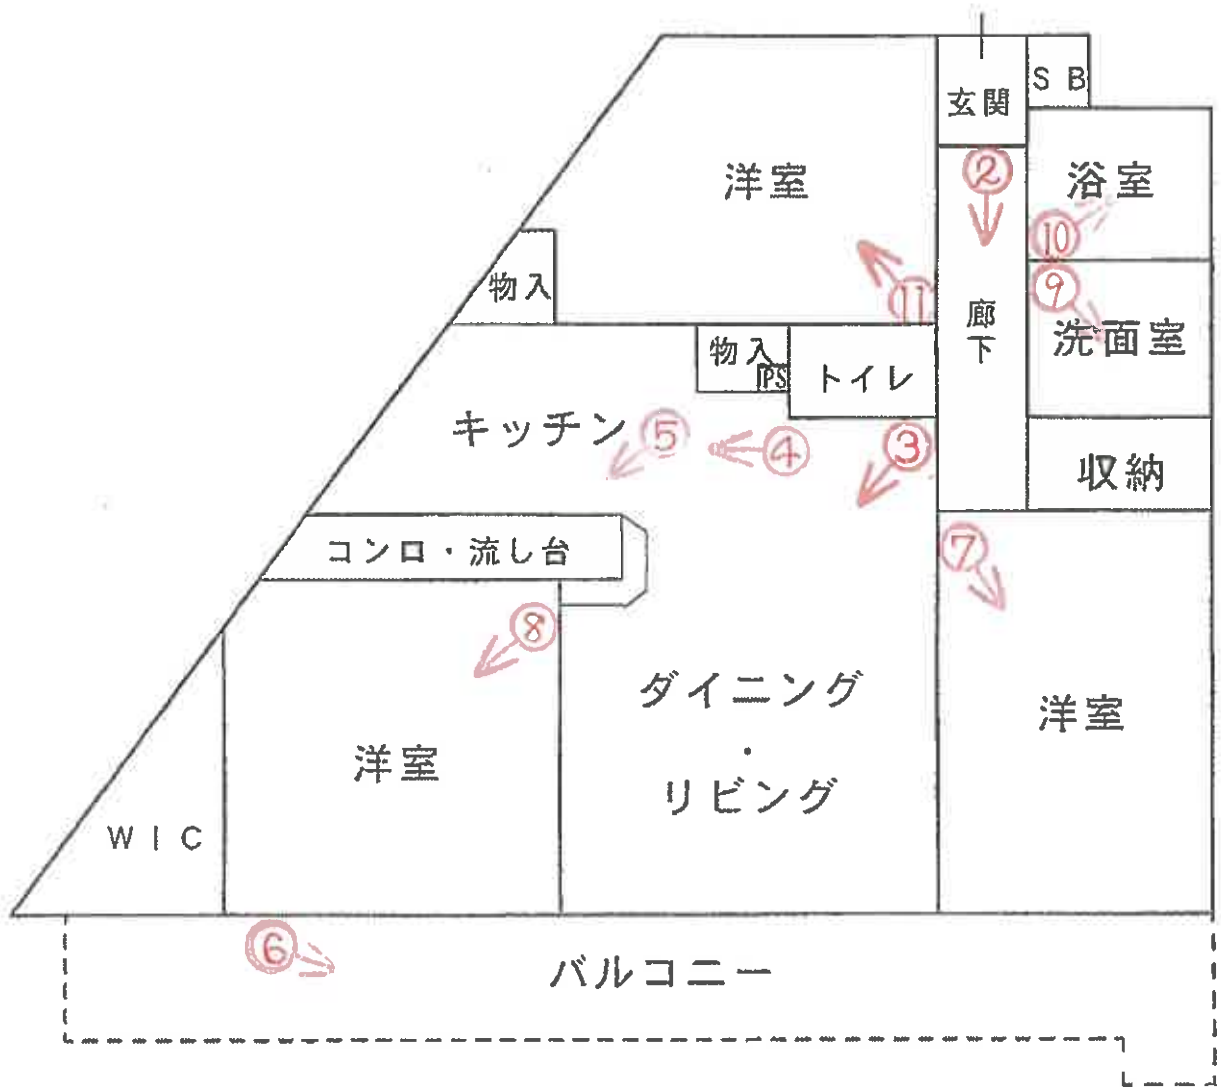 玄関
SB
②
洋室
浴室
⑩
⑪
物入
⑨
廊下
洗面室
物入
PS
トイレ
キッチン
⑤
④
③
収納
コンロ・流し台
⑦
⑧
ダイニング
・
リビング
洋室
洋室
WIC
⑥
バルコニー